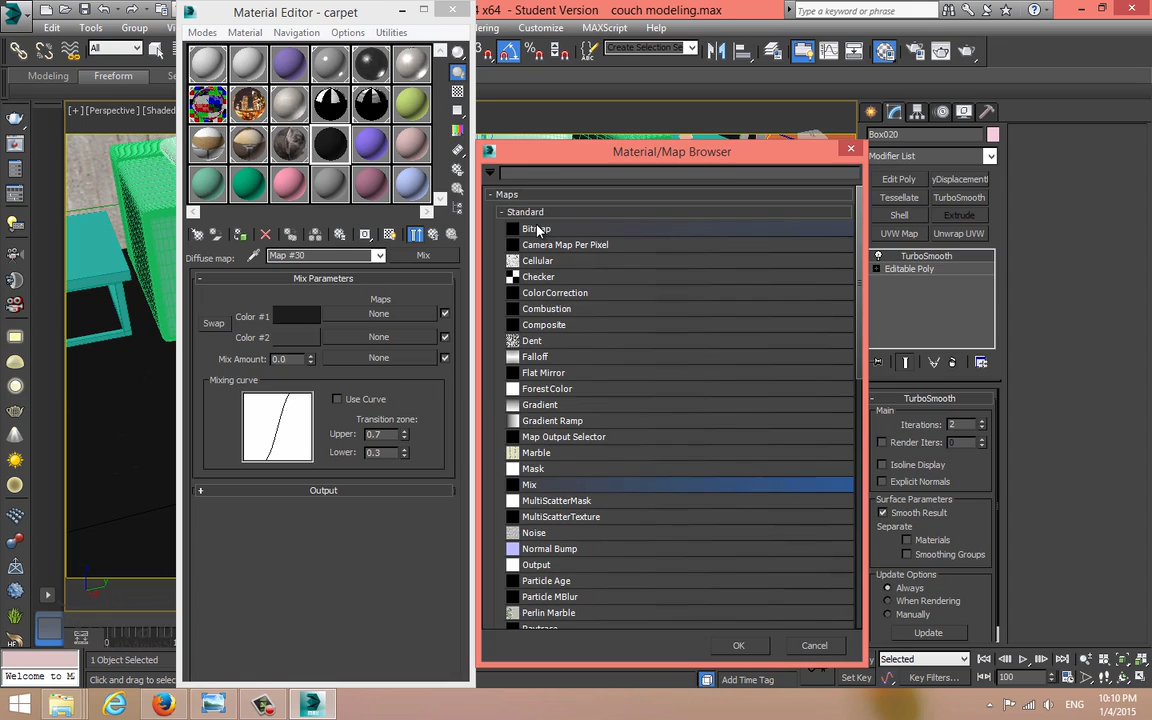 Material Editor - carpet
x64 - Student Version couch modeling.max
Type a keyword or phrase
Edit Tools Group
Modes Material Navigation Options Utilities
Customize MAXScript Help
All
Create Selection Se
Modeling Freeform
[+] [Perspective] [Shaded
Material/Map Browser
Box020
Modifier List
- Maps
- Standard
Bitmap
Camera Map Per Pixel
Cellular
Checker
ColorCorrection
Combustion
Composite
Dent
Falloff
Flat Mirror
ForestColor
Gradient
Gradient Ramp
Map Output Selector
Marble
Mask
Mix
MultiScatterMask
MultiScatterTexture
Noise
Normal Bump
Output
Particle Age
Particle MBlur
Perlin Marble
OK Cancel
Diffuse map: Map #30 Mix
- Mix Parameters
Maps
Swap
Color #1 None
Color #2 None
Mix Amount: 0.0 None
Mixing curve
Use Curve
Transition zone:
Upper: 0.7
Lower: 0.3
+ Output
Edit Poly yDisplacement
Tessellate TurboSmooth
Shell Extrude
UVW Map Unwrap UVW
TurboSmooth
Editable Poly
- TurboSmooth
Main
Iterations: 2
Render Iters: 0
Isoline Display
Explicit Normals
Surface Parameters
Smooth Result
Separate
Materials
Smoothing Groups
Update Options
Always
When Rendering
Manually
Update
0
1 Object Selected
Welcome to M
Click and drag to select
Add Time Tag
Selected
Set Key Key Filters...
100
ENG
10:10 PM
1/4/2015